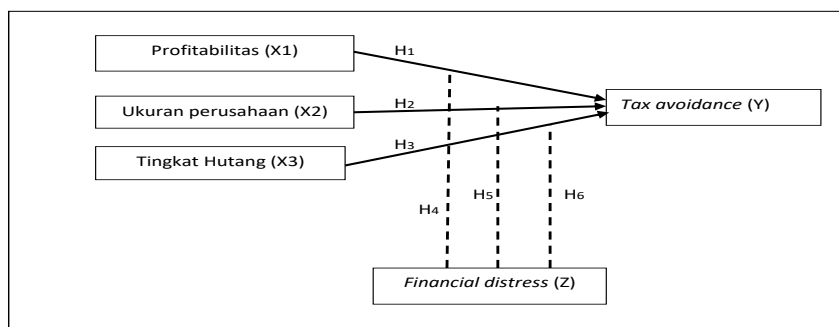 Profitabilitas (X1)
H1
Ukuran perusahaan (X2)
H2
Tax avoidance (Y)
H3
Tingkat Hutang (X3)
H4
H5
H6
Financial distress (Z)